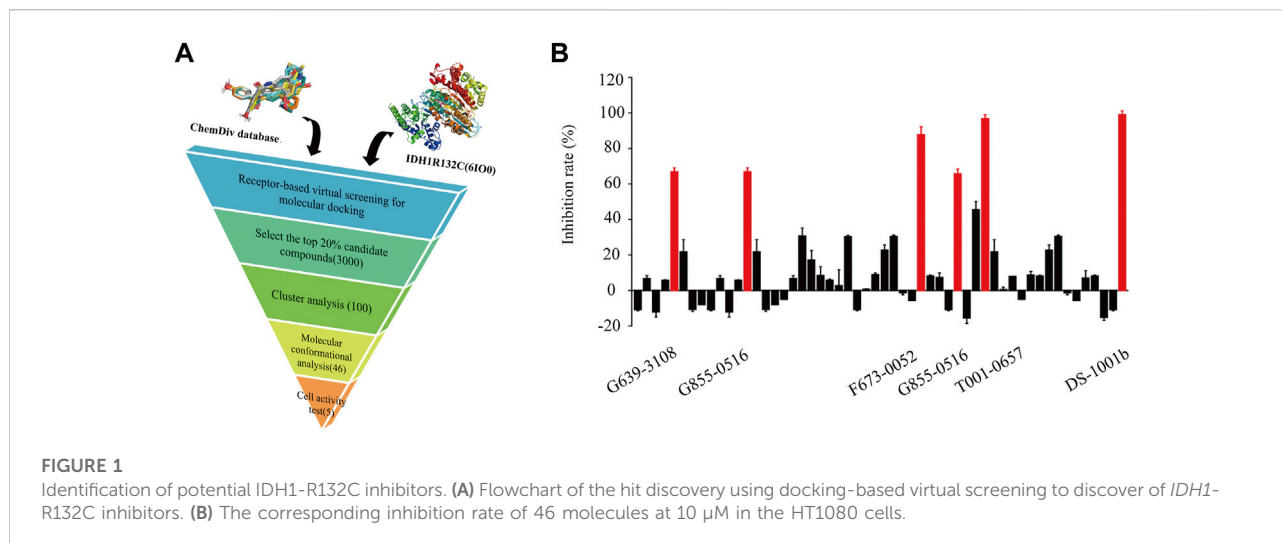 A
ChemDiv database.
IDH1R132C(6IO0)
Receptor-based virtual screening for
molecular docking
Select the top 20% candidate
compounds(3000)
Cluster analysis (100)
Molecular
conformational
analysis(46)
Cell activity
test(5)
B
Inhibition rate (%)
120
100
80
60
40
20
0
-20
G639-3108
G855-0516
F673-0052
G855-0516
T001-0657
DS-1001b
FIGURE 1
Identification of potential IDH1-R132C inhibitors. (A) Flowchart of the hit discovery using docking-based virtual screening to discover of IDH1-
R132C inhibitors. (B) The corresponding inhibition rate of 46 molecules at 10 µM in the HT1080 cells.